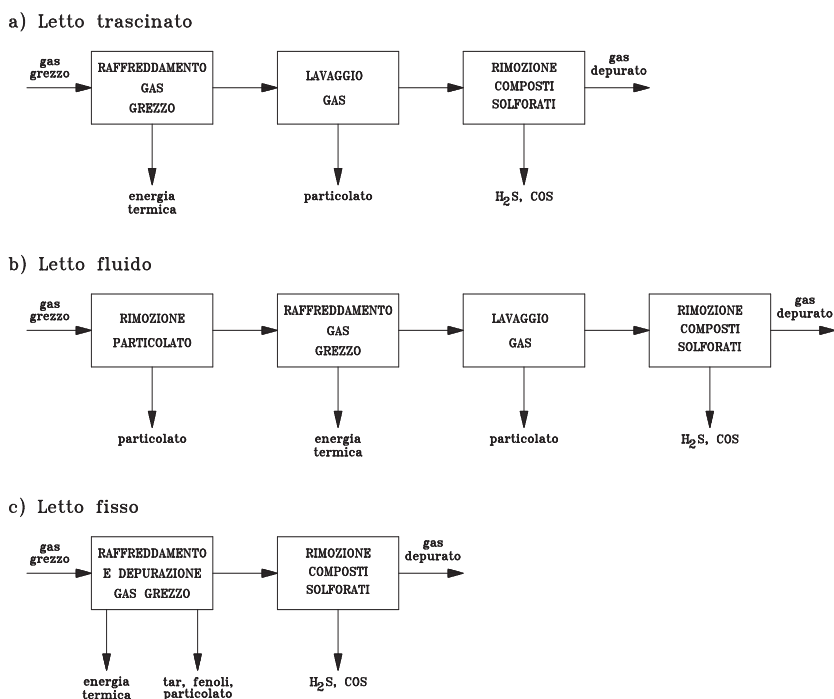 a) Letto trascinato
gas
grezzo
RAFFREDDAMENTO
GAS
GREZZO
LAVAGGIO
GAS
RIMOZIONE
COMPOSTI
SOLFORATI
gas
depurato
energia
termica
particolato
H2S, COS
b) Letto fluido
gas
grezzo
RIMOZIONE
PARTICOLATO
RAFFREDDAMENTO
GAS
GREZZO
LAVAGGIO
GAS
RIMOZIONE
COMPOSTI
SOLFORATI
gas
depurato
particolato
energia
termica
particolato
H2S, COS
c) Letto fisso
gas
grezzo
RAFFREDDAMENTO
E DEPURAZIONE
GAS GREZZO
RIMOZIONE
COMPOSTI
SOLFORATI
gas
depurato
energia
termica
tar, fenoli,
particolato
H2S, COS